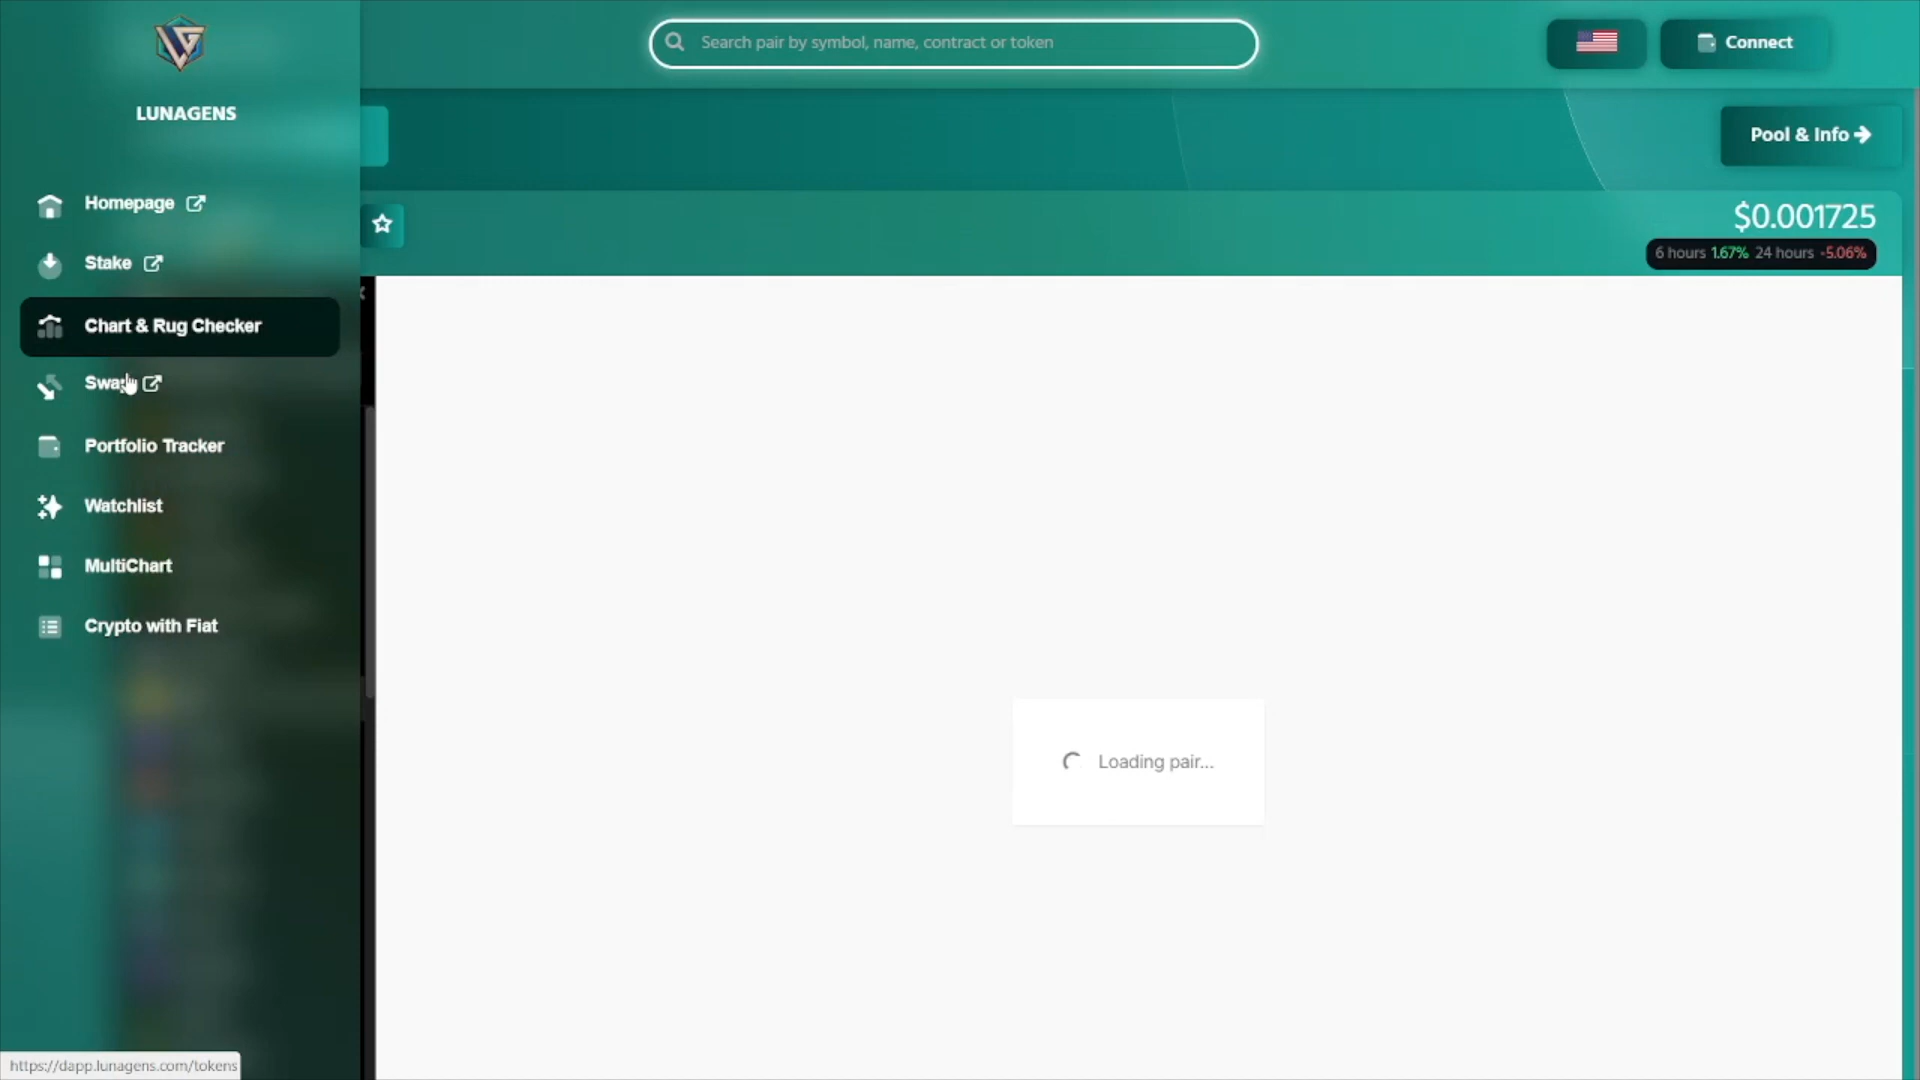 LUNAGENS
Homepage
Stake
Chart & Rug Checker
Swap
Portfolio Tracker
Watchlist
MultiChart
Crypto with Fiat
Search pair by symbol, name, contract or token
Connect
Pool & Info
$0.001725
6 hours 1.67% 24 hours -5.06%
Loading pair...
https://dapp.lunagens.com/tokens